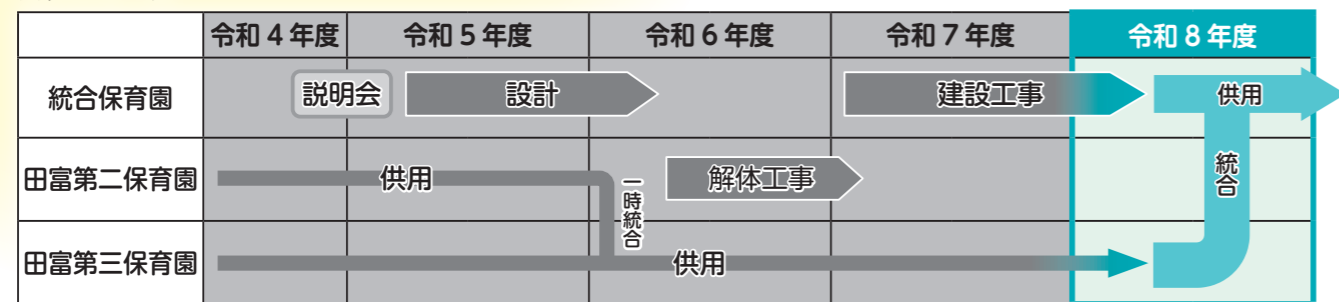 令和４年度 令和５年度 令和６年度 令和７年度 令和８年度
統合保育園 説明会 設計 建設工事 供用
田富第二保育園 供用 一時統合 解体工事 統合
田富第三保育園 供用